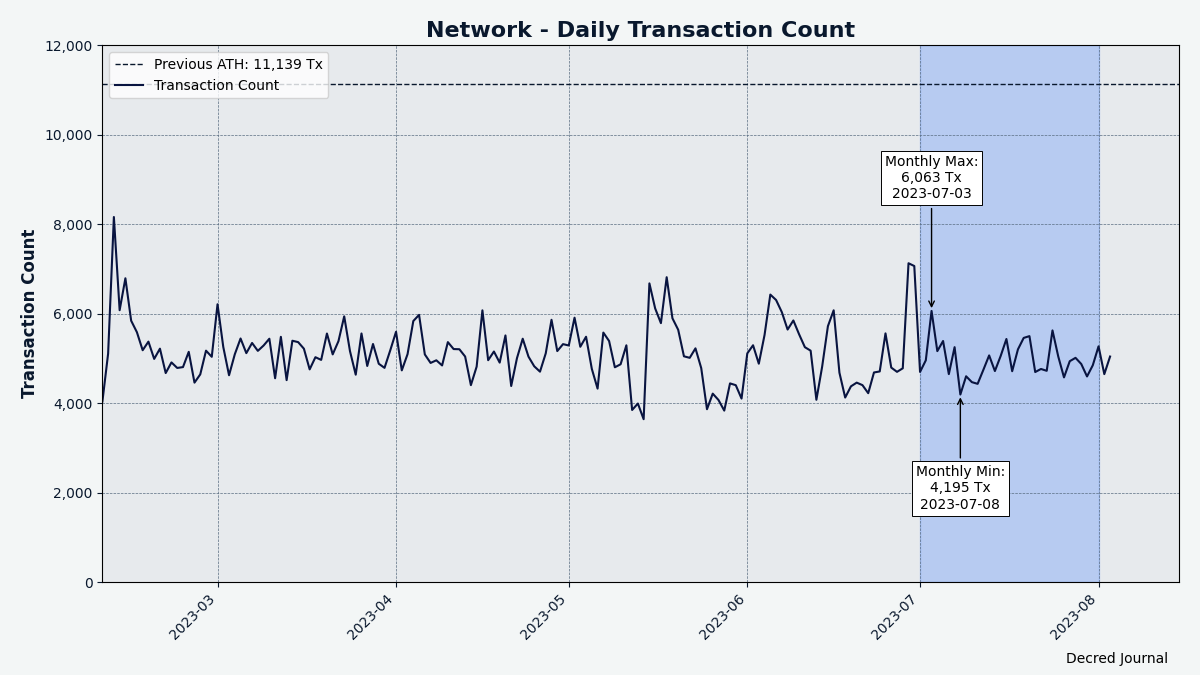 Network - Daily Transaction Count
Previous ATH: 11,139 Tx
Transaction Count
Transaction Count
12,000
10,000
8,000
6,000
4,000
2,000
0
Monthly Max:
6,063 Tx
2023-07-03
Monthly Min:
4,195 Tx
2023-07-08
2023-03
2023-04
2023-05
2023-06
2023-07
2023-08
Decred Journal